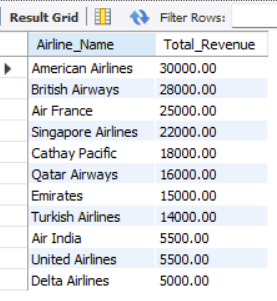 Result Grid Filter Rows:
Airline_Name Total_Revenue
American Airlines 30000.00
British Airways 28000.00
Air France 25000.00
Singapore Airlines 22000.00
Cathay Pacific 18000.00
Qatar Airways 16000.00
Emirates 15000.00
Turkish Airlines 14000.00
Air India 5500.00
United Airlines 5500.00
Delta Airlines 5000.00